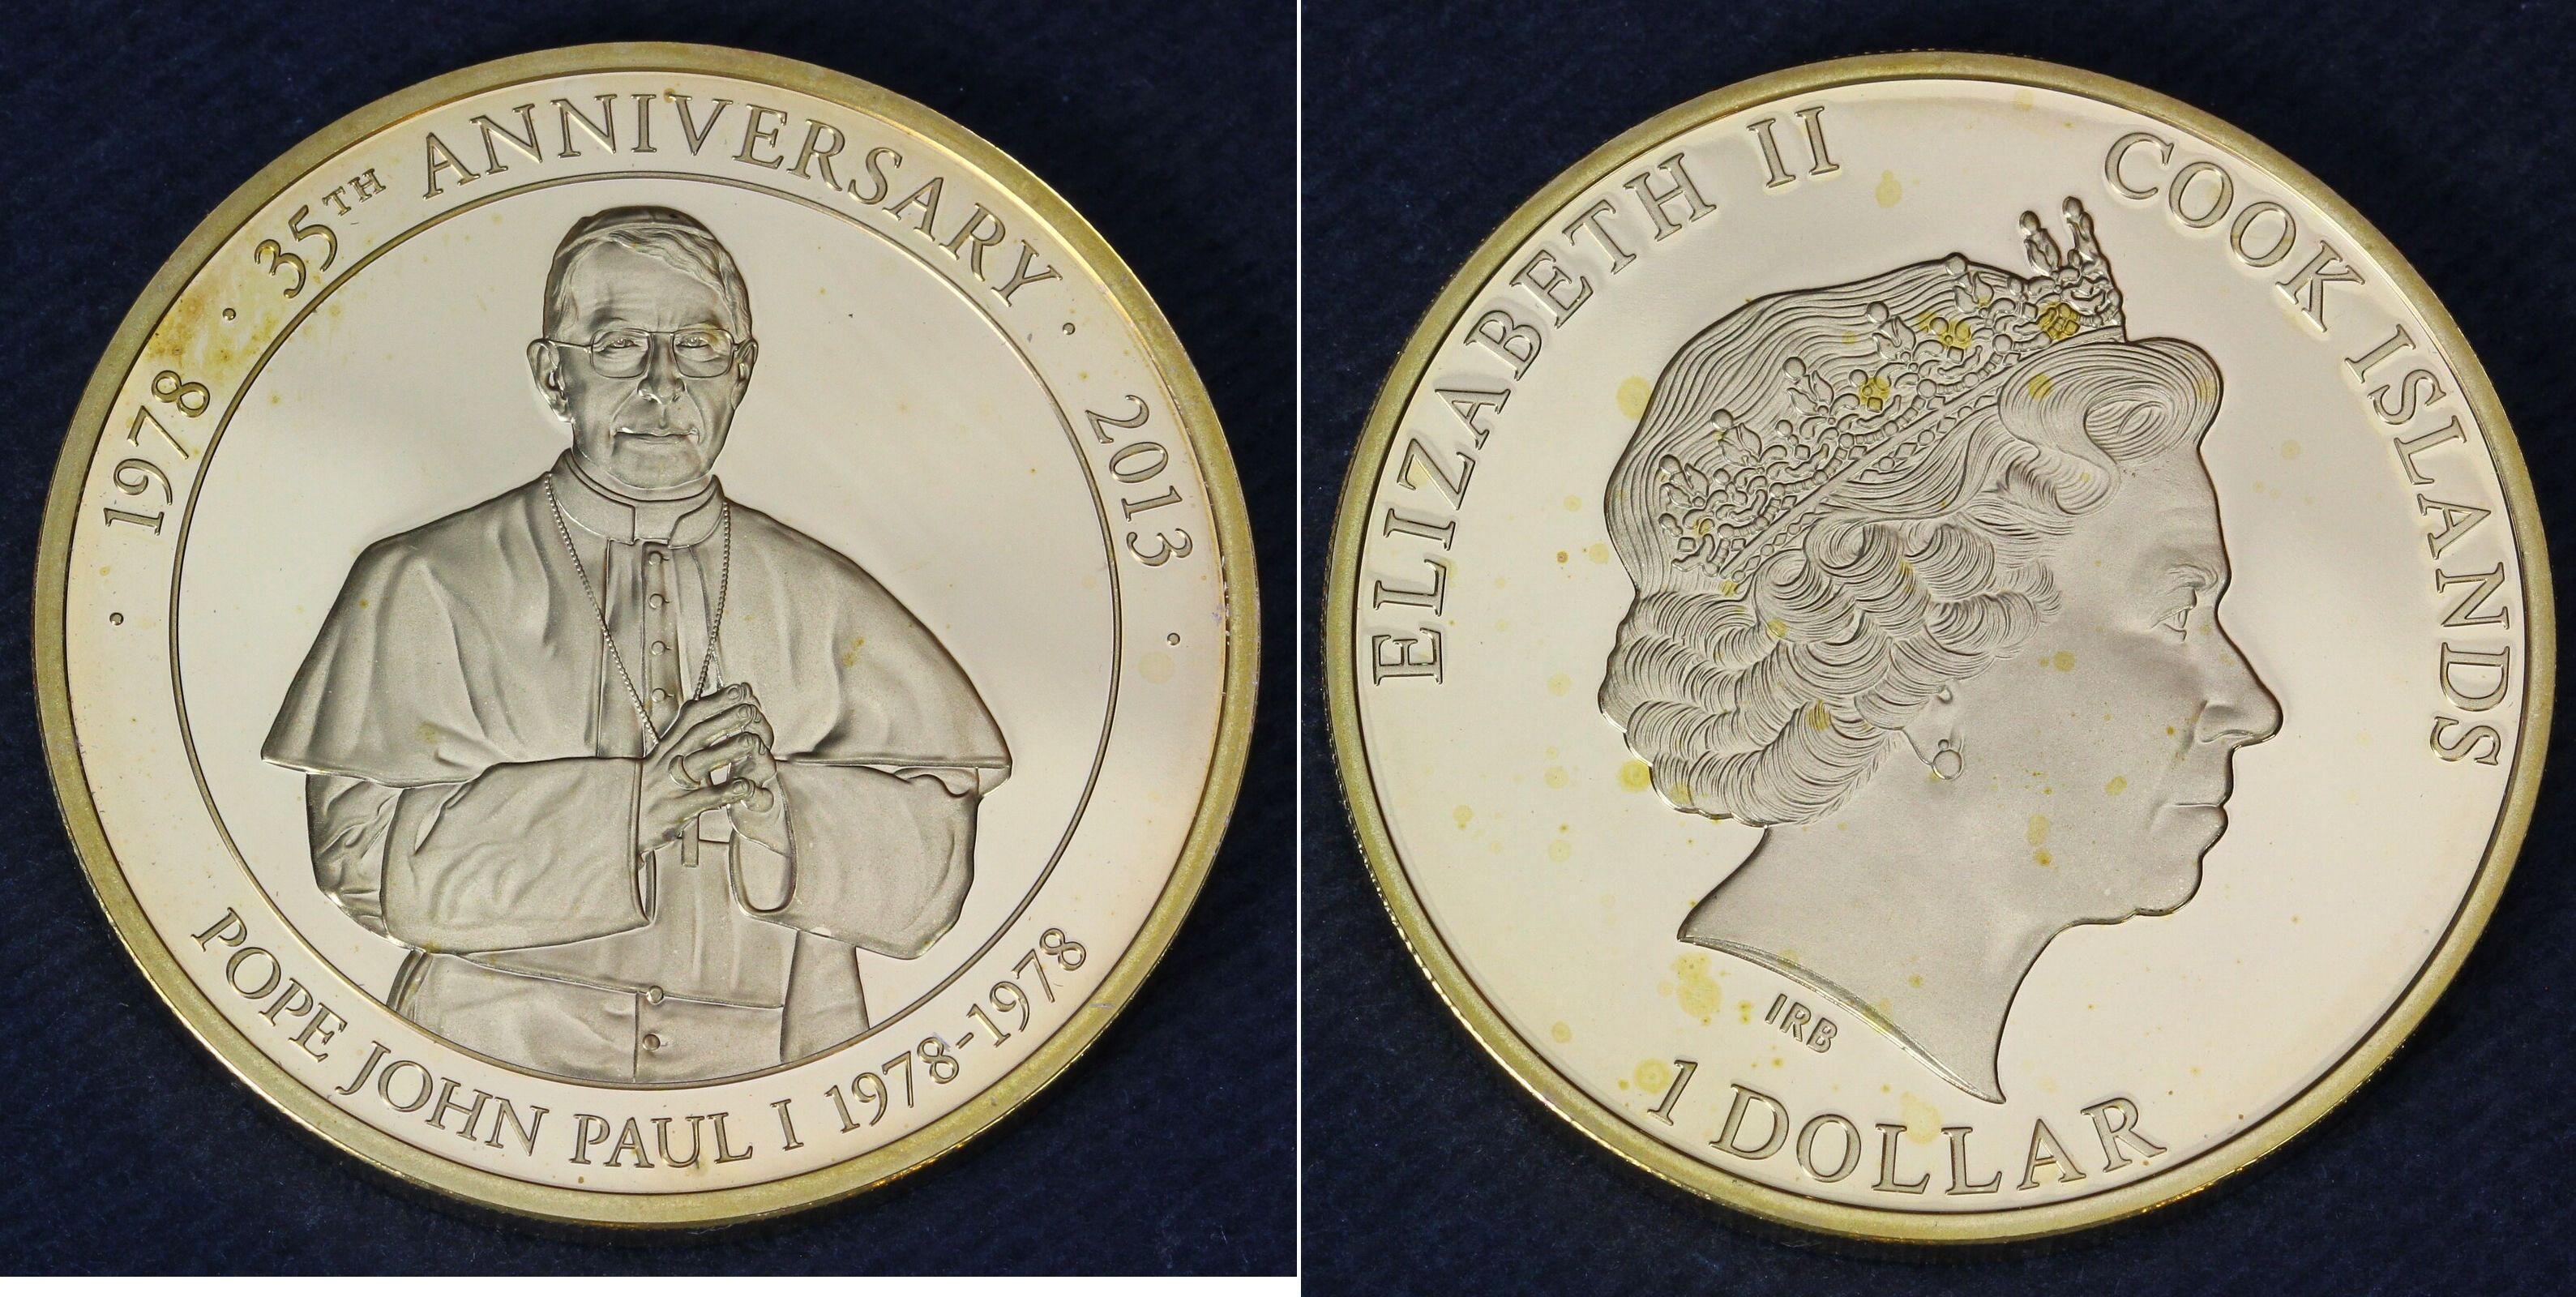 · 1978 · 35TH ANNIVERSARY · 2013 ·
POPE JOHN PAUL I 1978-1978
ELIZABETH II
COOK ISLANDS
IRB
1 DOLLAR